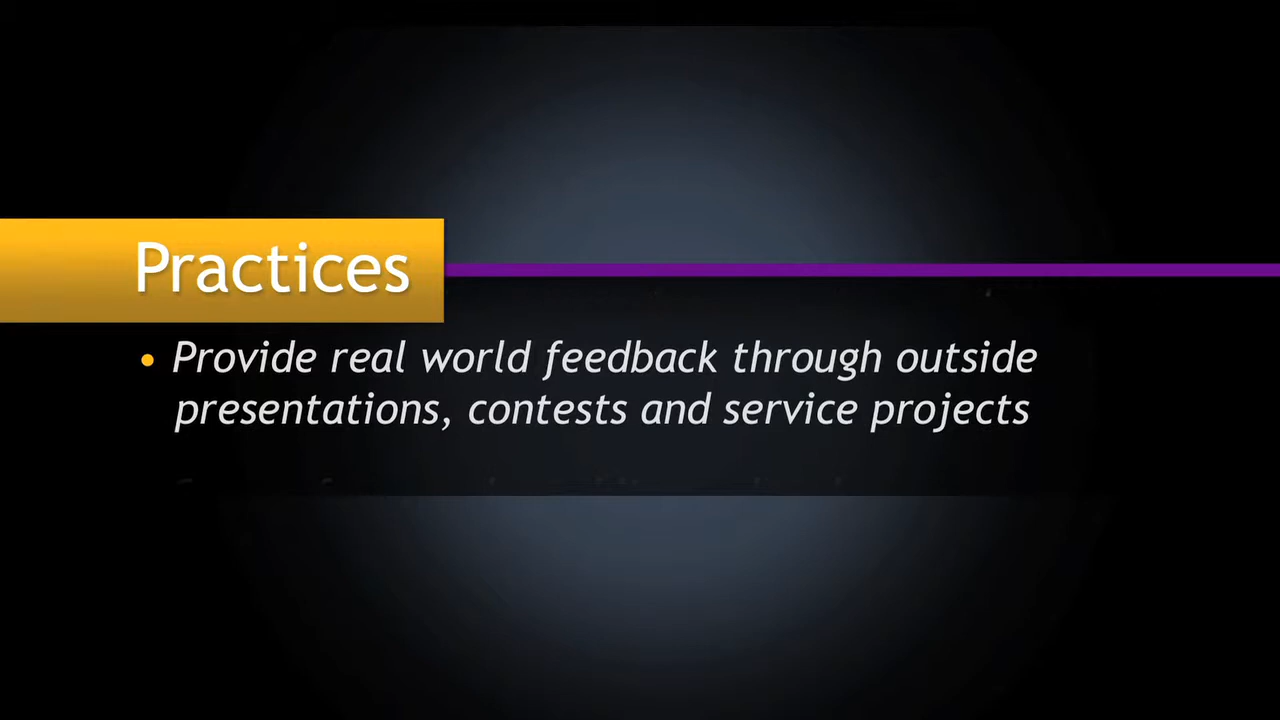 Practices
• Provide real world feedback through outside
presentations, contests and service projects